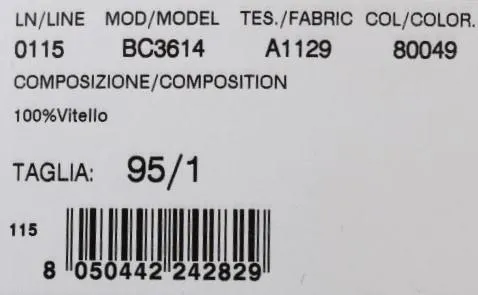 LN/LINE MOD/MODEL TES./FABRIC COL/COLOR.
0115 BC3614 A1129 80049
COMPOSIZIONE/COMPOSITION
100%Vitello
TAGLIA: 95/1
115
8 050442 242829